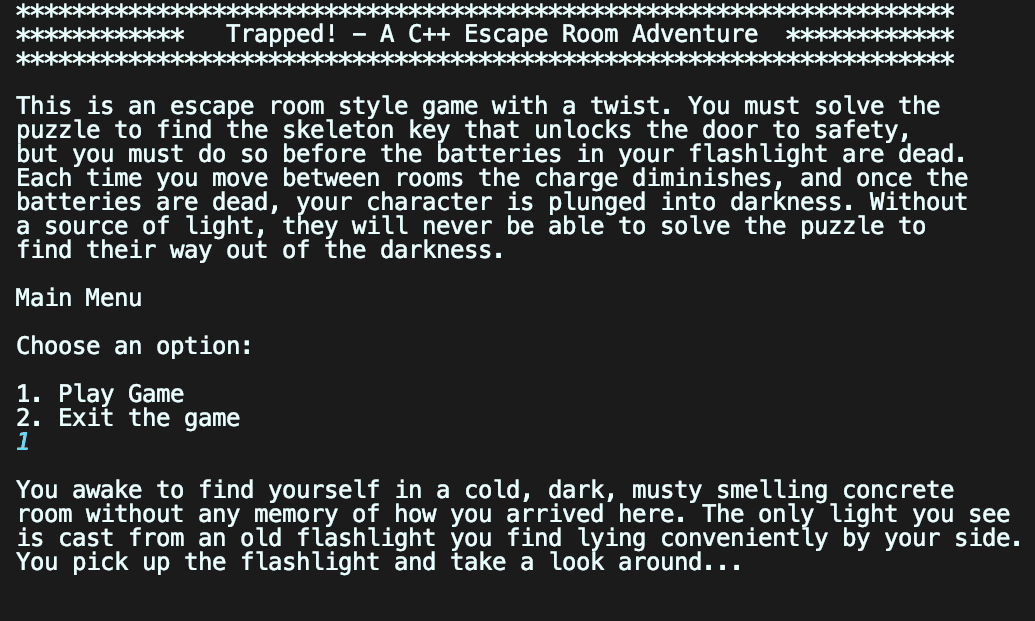 *******************************************************************
************   Trapped! – A C++ Escape Room Adventure  ************
*******************************************************************
This is an escape room style game with a twist. You must solve the
puzzle to find the skeleton key that unlocks the door to safety,
but you must do so before the batteries in your flashlight are dead.
Each time you move between rooms the charge diminishes, and once the
batteries are dead, your character is plunged into darkness. Without
a source of light, they will never be able to solve the puzzle to
find their way out of the darkness.
Main Menu
Choose an option:
1. Play Game
2. Exit the game
1
You awake to find yourself in a cold, dark, musty smelling concrete
room without any memory of how you arrived here. The only light you see
is cast from an old flashlight you find lying conveniently by your side.
You pick up the flashlight and take a look around...